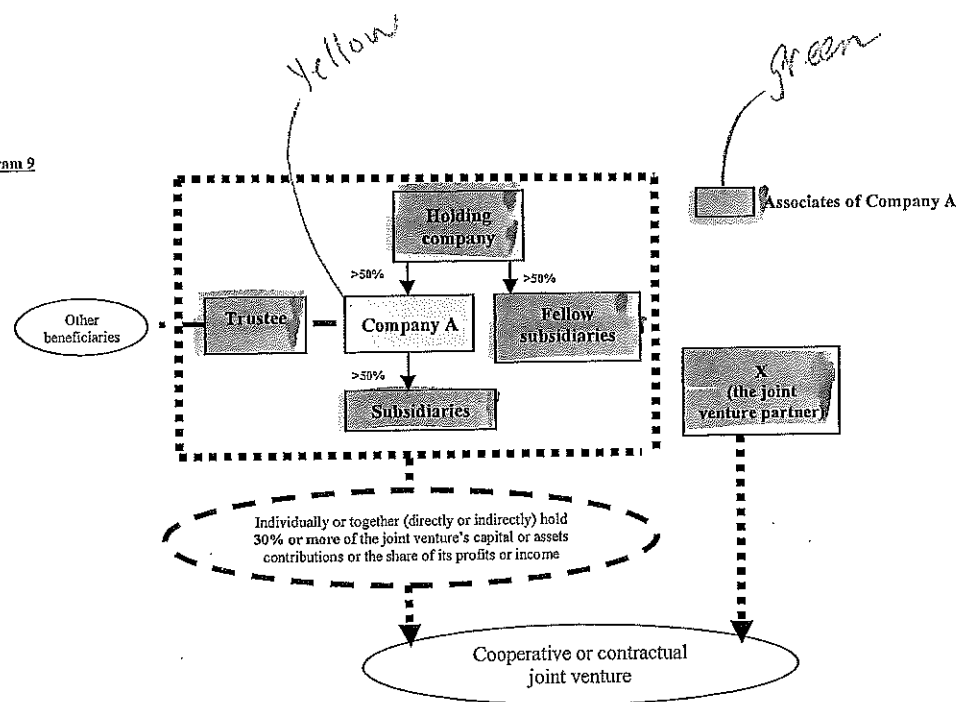 Yellow
green
ram 9
Holding
company
Associates of Company A
>50%
>50%
Other
beneficiaries
Trustee
Company A
Fellow
subsidiaries
>50%
Subsidiaries
X
(the joint
venture partner)
Individually or together (directly or indirectly) hold
30% or more of the joint venture's capital or assets
contributions or the share of its profits or income
Cooperative or contractual
joint venture